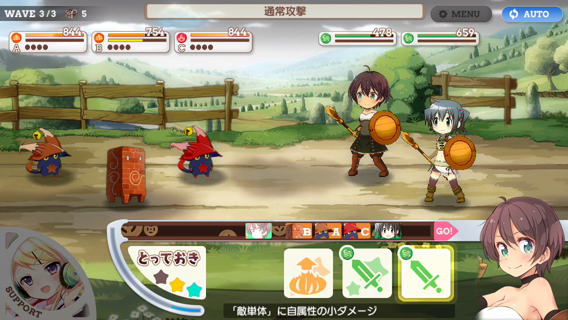 WAVE 3/3 5
通常攻撃
MENU
AUTO
844 754 844 478 659
A B C
B A C GO!
とっておき
SUPPORT
「敵単体」に自属性の小ダメージ